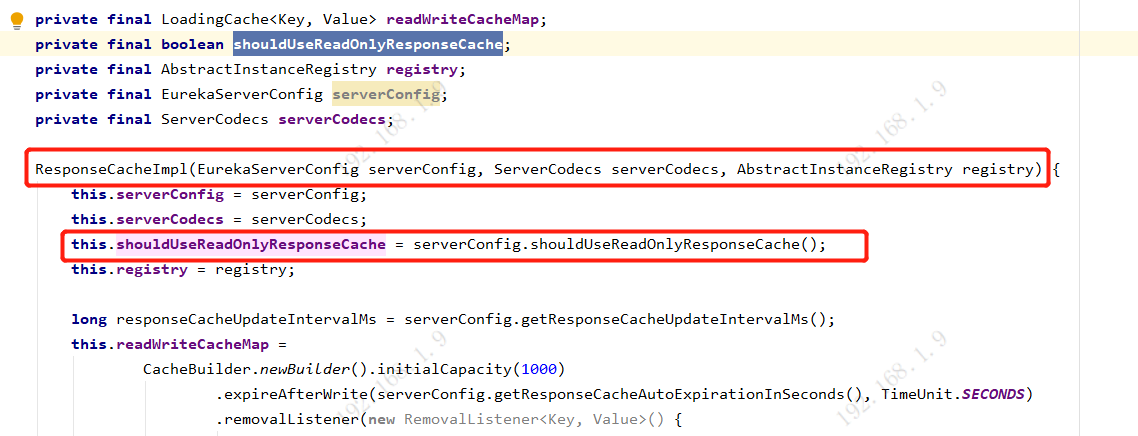 private final LoadingCache<Key, Value> readWriteCacheMap;
private final boolean shouldUseReadOnlyResponseCache;
private final AbstractInstanceRegistry registry;
private final EurekaServerConfig serverConfig;
private final ServerCodecs serverCodecs;
192.168.1.9
192.168.1.9
ResponseCacheImpl(EurekaServerConfig serverConfig, ServerCodecs serverCodecs, AbstractInstanceRegistry registry) {
this.serverConfig = serverConfig;
this.serverCodecs = serverCodecs;
this.shouldUseReadOnlyResponseCache = serverConfig.shouldUseReadOnlyResponseCache();
this.registry = registry;
long responseCacheUpdateIntervalMs = serverConfig.getResponseCacheUpdateIntervalMs();
this.readWriteCacheMap =
CacheBuilder.newBuilder().initialCapacity(1000)
.expireAfterWrite(serverConfig.getResponseCacheAutoExpirationInSeconds(), TimeUnit.SECONDS)
.removalListener(new RemovalListener<Key, Value>() {
192.168.1.9
192.168.1.9